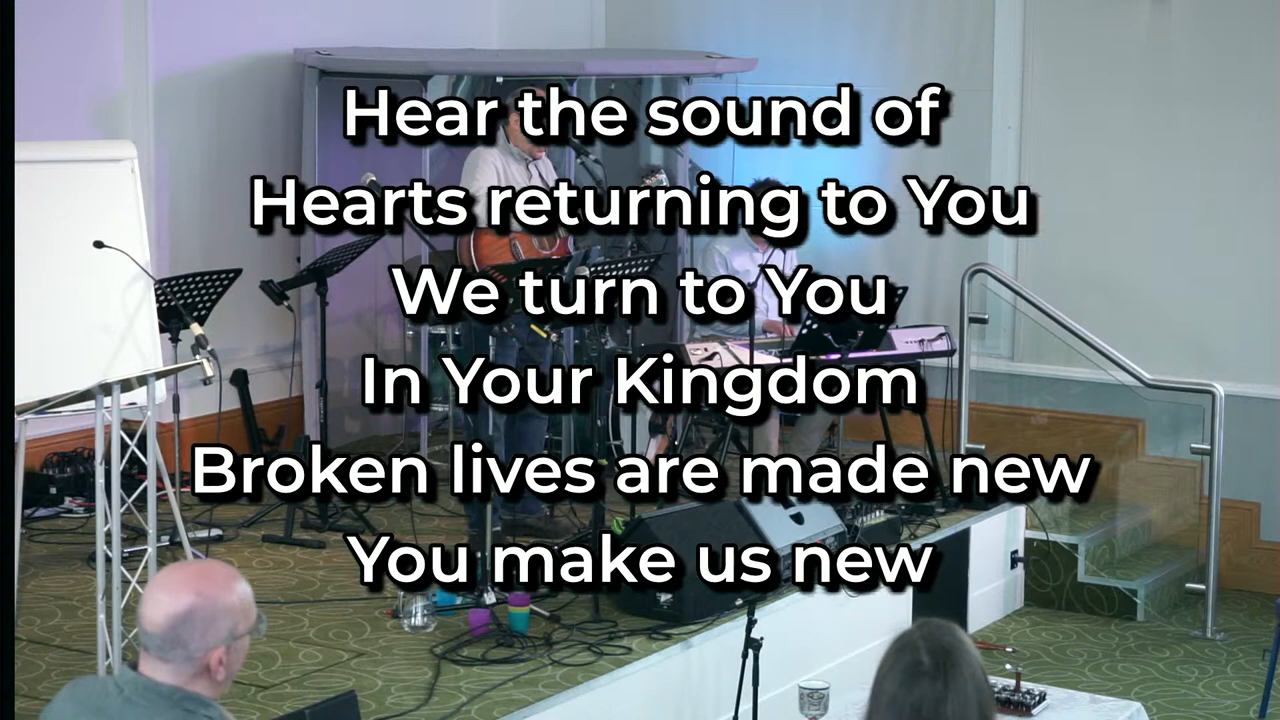 Hear the sound of
Hearts returning to You
We turn to You
In Your Kingdom
Broken lives are made new
You make us new